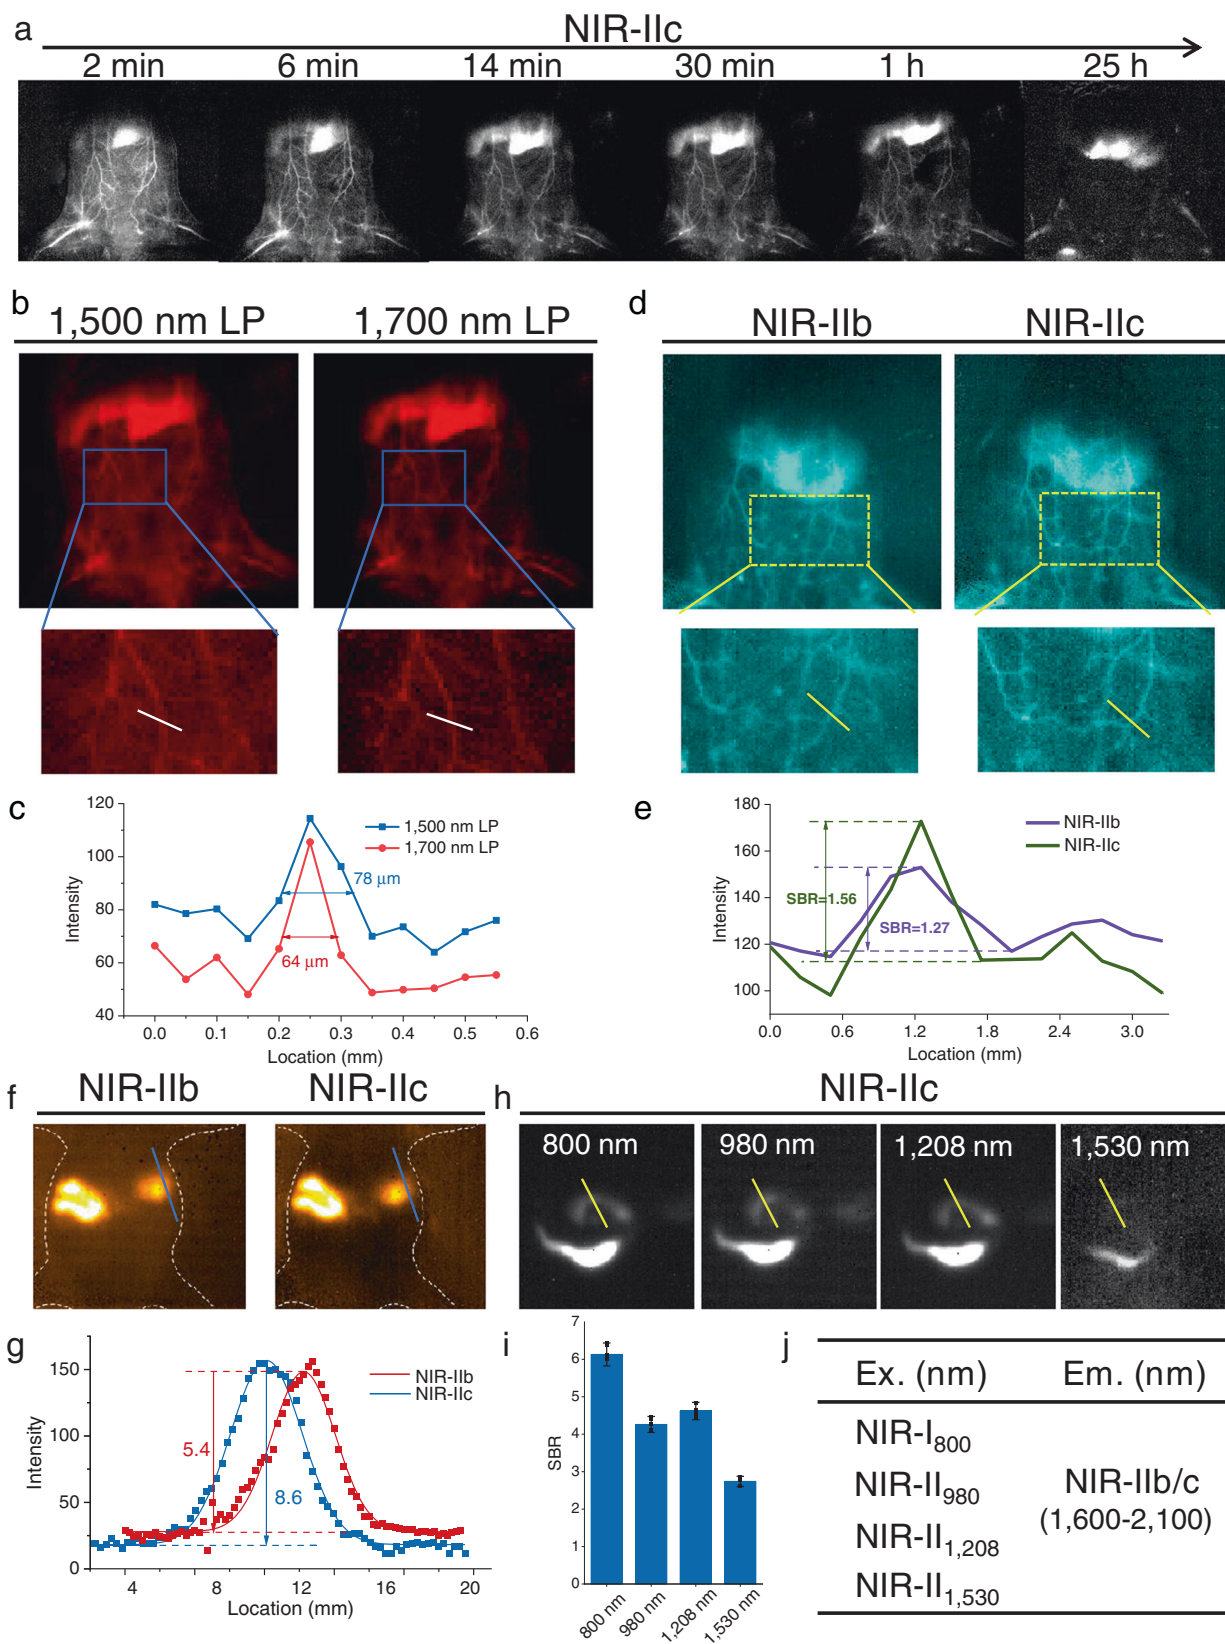 a
NIR-IIc
2 min 6 min 14 min 30 min 1 h 25 h
b
1,500 nm LP 1,700 nm LP
d
NIR-IIb NIR-IIc
c
120
100
80
60
40
Intensity
1,500 nm LP
1,700 nm LP
78 μm
64 μm
0.0 0.1 0.2 0.3 0.4 0.5 0.6
Location (mm)
e
180
160
140
120
100
Intensity
NIR-IIb
NIR-IIc
SBR=1.56
SBR=1.27
0.0 0.6 1.2 1.8 2.4 3.0
Location (mm)
f
NIR-IIb NIR-IIc
h
NIR-IIc
800 nm 980 nm 1,208 nm 1,530 nm
g
150
100
50
0
Intensity
NIR-IIb
NIR-IIc
5.4
8.6
4 8 12 16 20
Location (mm)
i
7
6
5
4
3
2
1
0
SBR
800 nm 980 nm 1,208 nm 1,530 nm
j
Ex. (nm) Em. (nm)
NIR-I800
NIR-II980
NIR-II1,208
NIR-II1,530
NIR-IIb/c
(1,600-2,100)